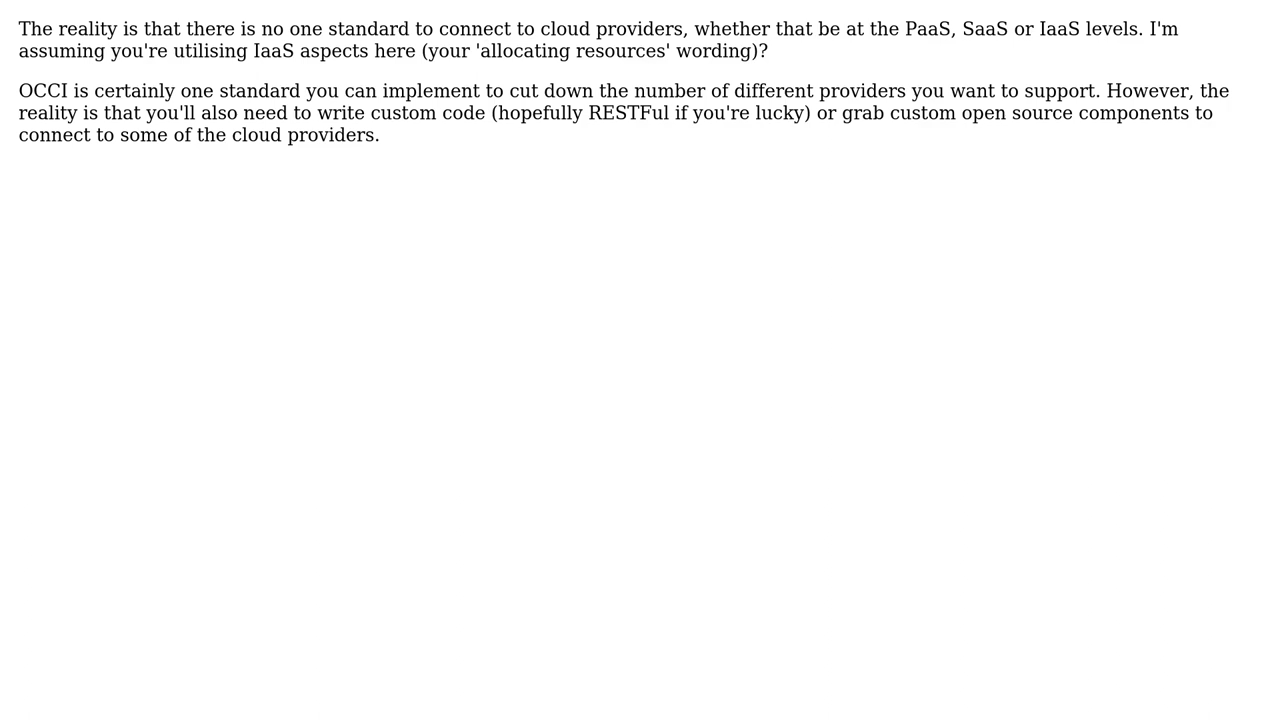 The reality is that there is no one standard to connect to cloud providers, whether that be at the PaaS, SaaS or IaaS levels. I'm
assuming you're utilising IaaS aspects here (your 'allocating resources' wording)?
OCCI is certainly one standard you can implement to cut down the number of different providers you want to support. However, the
reality is that you'll also need to write custom code (hopefully RESTFul if you're lucky) or grab custom open source components to
connect to some of the cloud providers.